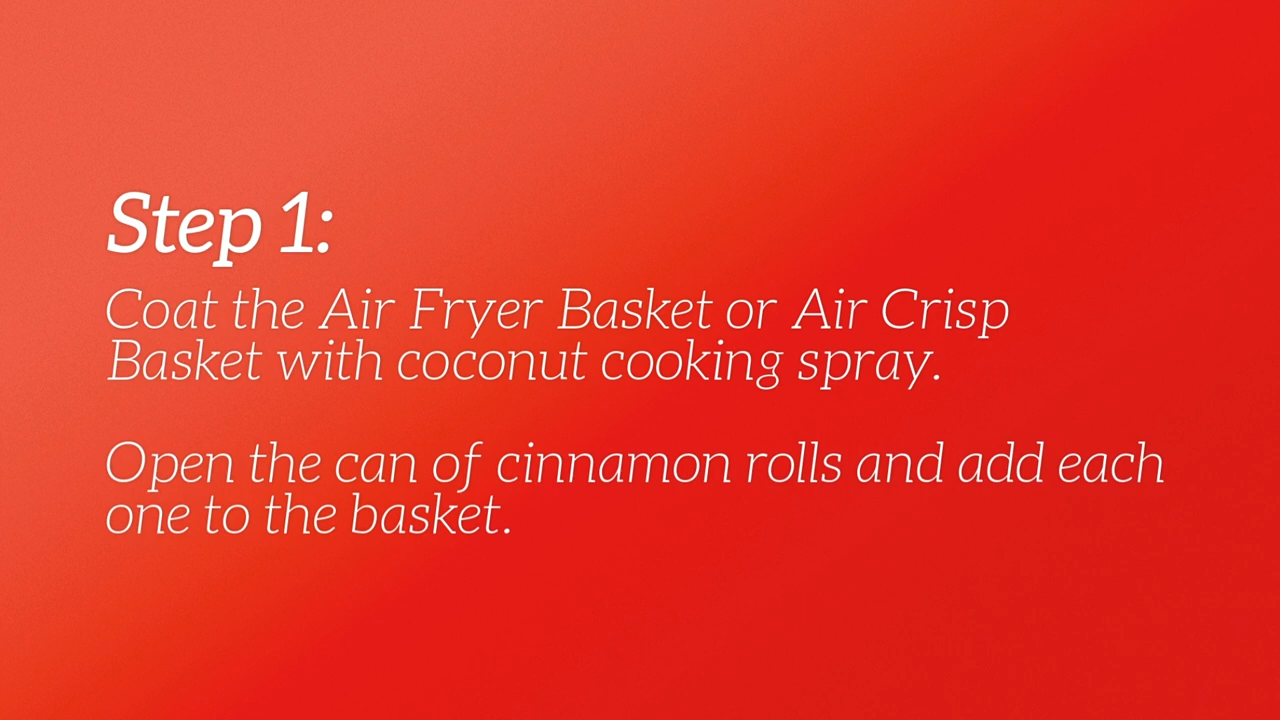 Step 1:
Coat the Air Fryer Basket or Air Crisp
Basket with coconut cooking spray.
Open the can of cinnamon rolls and add each
one to the basket.